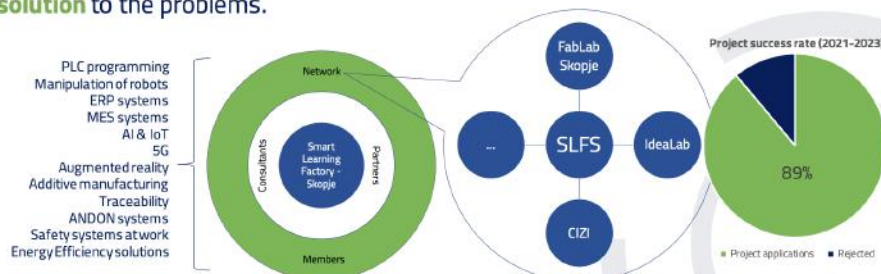 solution to the problems.
PLC programming
Manipulation of robots
ERP systems
MES systems
AI & IoT
5G
Augmented reality
Additive manufacturing
Traceability
ANDON systems
Safety systems at work
Energy Efficiency solutions
Network
Consultants
Smart
Learning
Factory -
Skopje
Partners
Members
FabLab
Skopje
...
SLFS
IdeaLab
CIZI
Project success rate (2021-2023)
89%
Project applications
Rejected